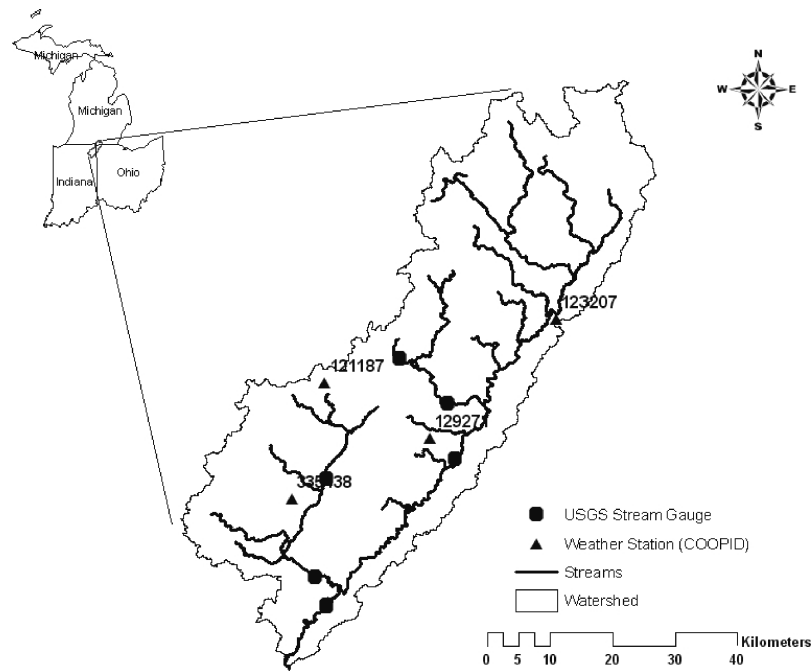 Michigan
Michigan
Indiana
Ohio
N
W
E
S
123207
121187
129271
335438
USGS Stream Gauge
Weather Station (COOPID)
Streams
Watershed
Kilometers
0 5 10 20 30 40